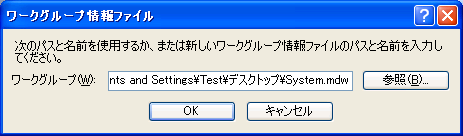 ワークグループ情報ファイル
次のパスと名前を使用するか、または新しいワークグループ情報ファイルのパスと名前を入力し
てください。
ワークグループ(W): nts and Settings¥Test¥デスクトップ¥System.mdw 参照(B)...
OK キャンセル